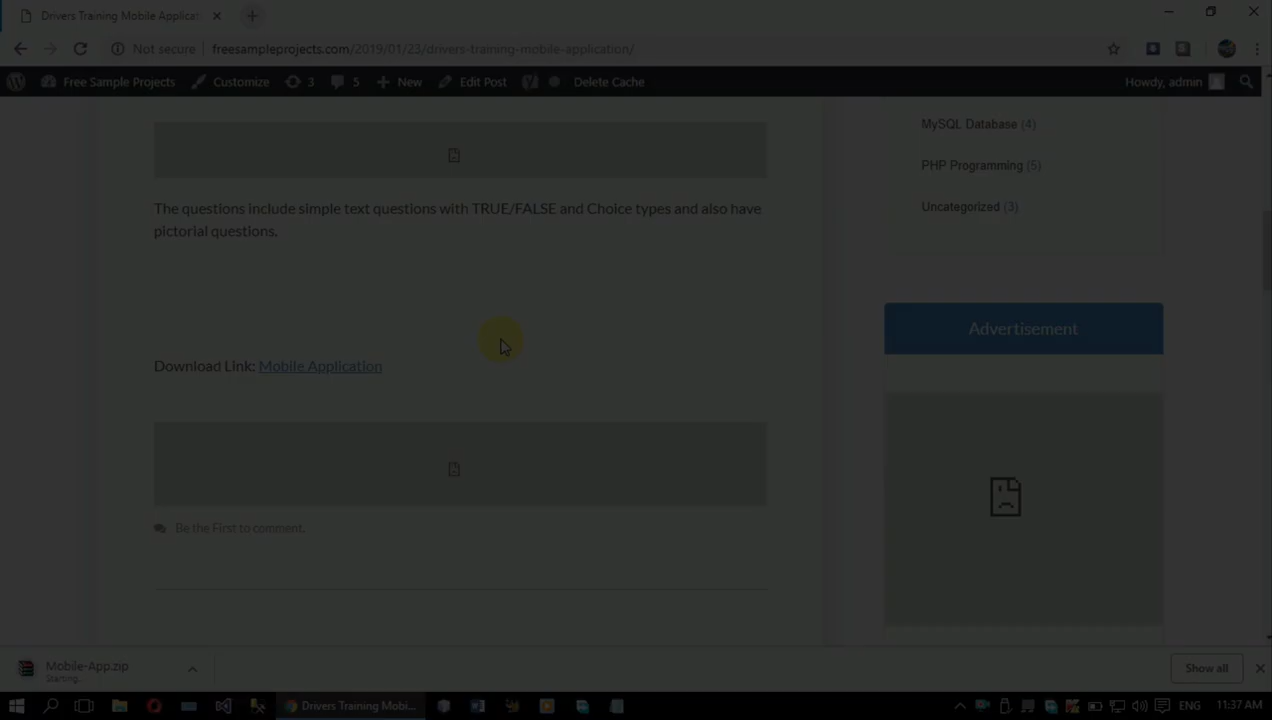 Drivers Training Mobile Applicat
Not secure freesampleprojects.com/2019/01/23/drivers-training-mobile-application/
Free Sample Projects Customize 3 5 New Edit Post Delete Cache Howdy, admin
MySQL Database (4)
PHP Programming (5)
Uncategorized (3)
The questions include simple text questions with TRUE/FALSE and Choice types and also have
pictorial questions.
Advertisement
Download Link: Mobile Application
Be the First to comment.
Mobile-App.zip
Starting...
Show all
Drivers Training Mobi...
ENG
11:37 AM